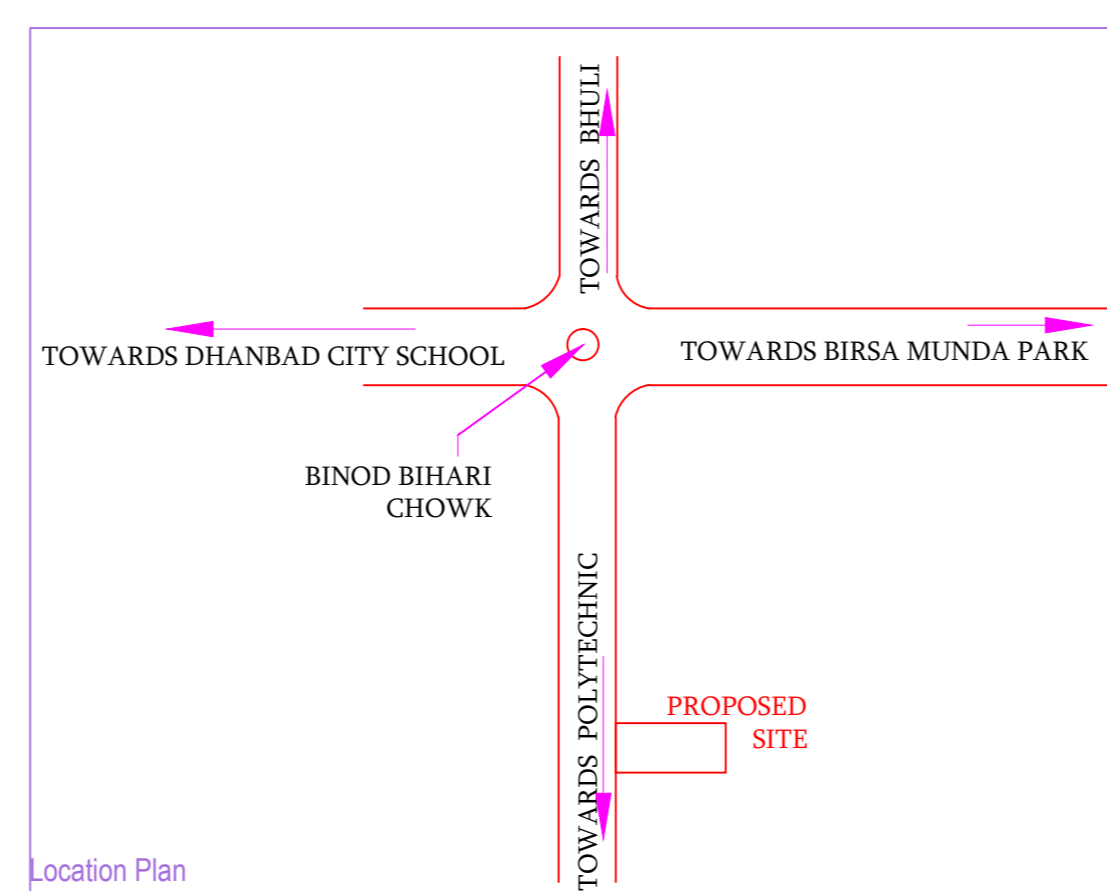 TOWARDS BHULI
TOWARDS DHANBAD CITY SCHOOL
TOWARDS BIRSA MUNDA PARK
BINOD BIHARI
CHOWK
TOWARDS POLYTECHNIC
PROPOSED
SITE
Location Plan